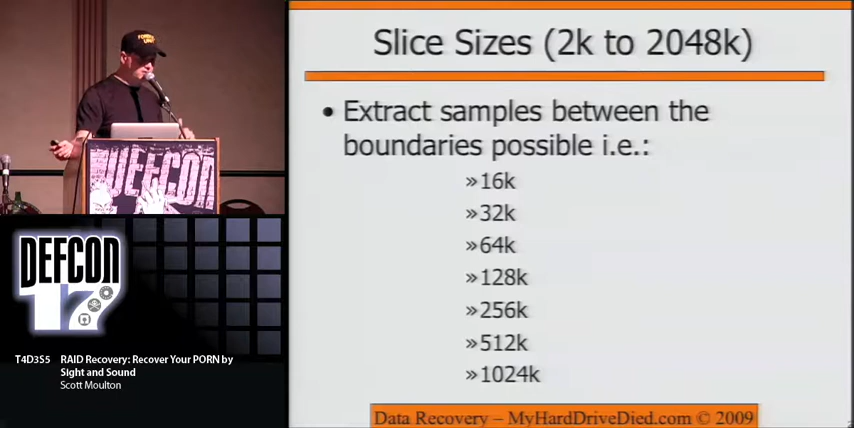 Slice Sizes (2k to 2048k)
• Extract samples between the
boundaries possible i.e.:
»16k
»32k
»64k
»128k
»256k
»512k
»1024k
Data Recovery – MyHardDriveDied.com © 2009
DEFCON
DEFCON
17
T4D3S5 RAID Recovery: Recover Your PORN by
Sight and Sound
Scott Moulton